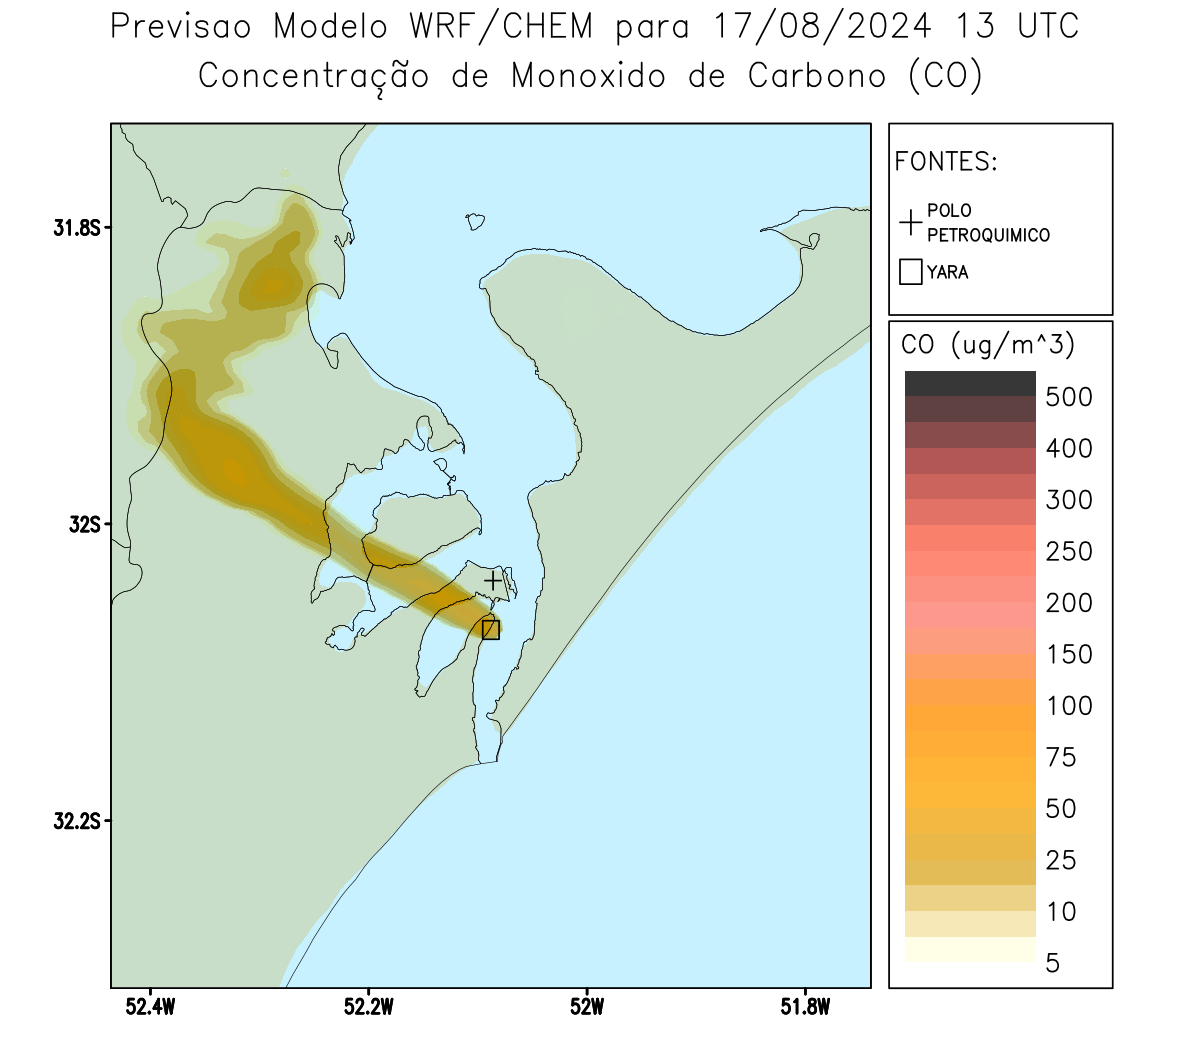 Previsao Modelo WRF/CHEM para 17/08/2024 13 UTC
Concentração de Monoxido de Carbono (CO)
FONTES:
POLO
PETROQUIMICO
YARA
CO (ug/m^3)
500
400
300
250
200
150
100
75
50
25
10
5
31.8S
32S
32.2S
52.4W
52.2W
52W
51.8W